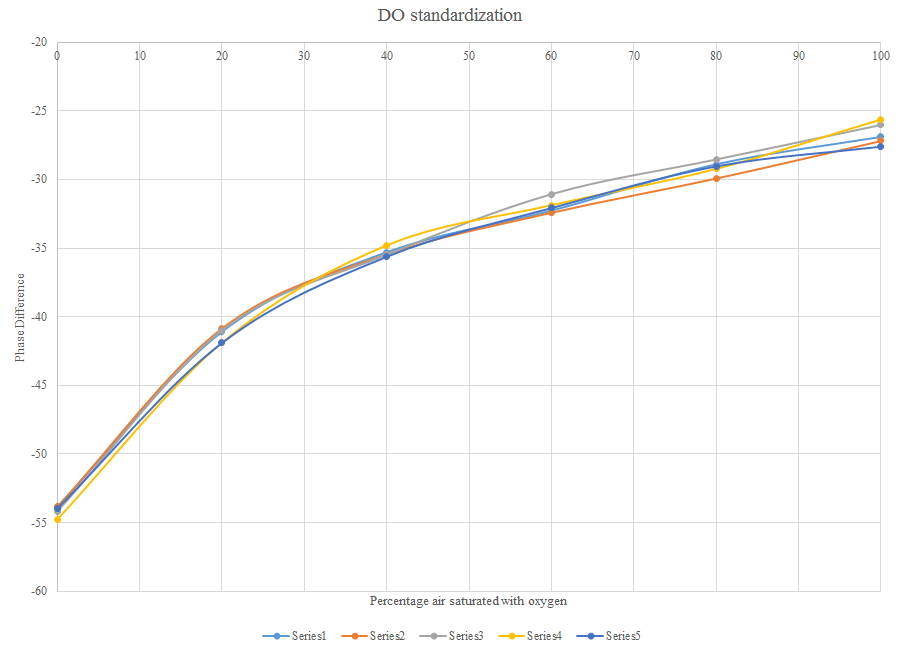 DO standardization
-20
0 10 20 30 40 50 60 70 80 90 100
-25
-30
-35
-40
-45
-50
-55
-60
Phase Difference
Percentage air saturated with oxygen
Series1 Series2 Series3 Series4 Series5